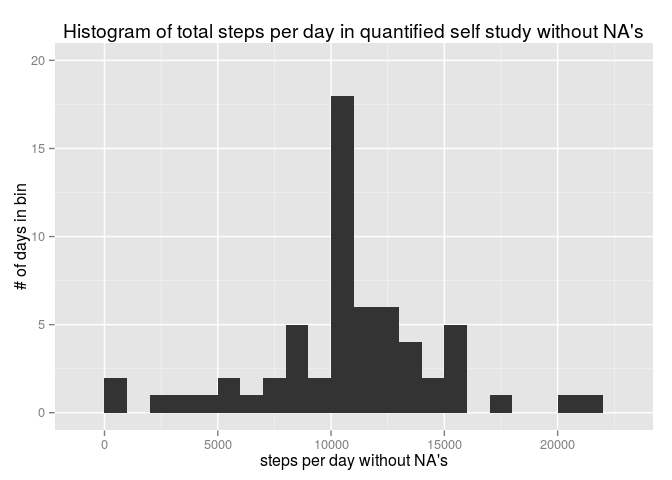 Histogram of total steps per day in quantified self study without NA's
20
15
10
5
0
# of days in bin
0 5000 10000 15000 20000
steps per day without NA's